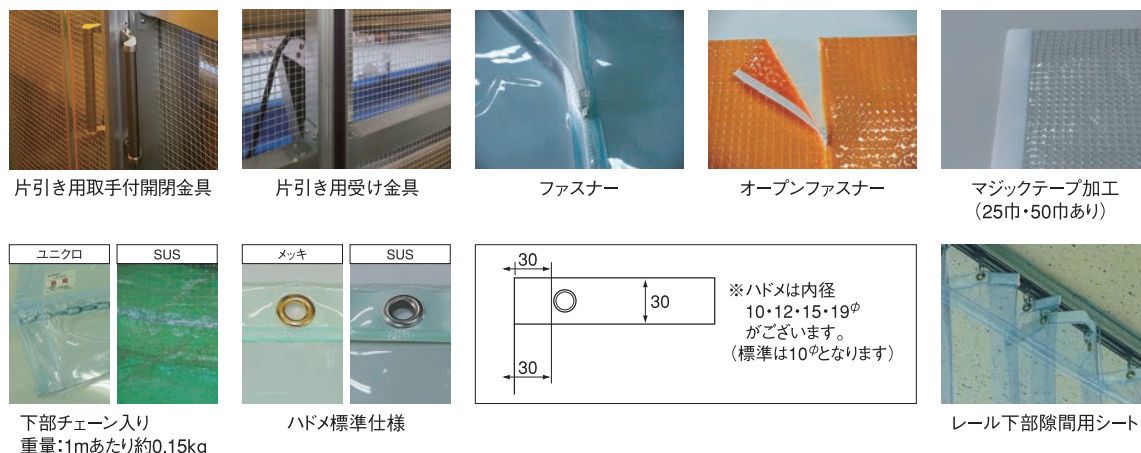 片引き用取手付開閉金具
片引き用受け金具
ファスナー
オープンファスナー
マジックテープ加工
（25巾・50巾あり）
ユニクロ
SUS
メッキ
SUS
30
30
30
※ハドメは内径
10・12・15・19φ
がございます。
（標準は10φとなります）
下部チェーン入り
重量：1mあたり約0.15kg
ハドメ標準仕様
レール下部隙間用シート